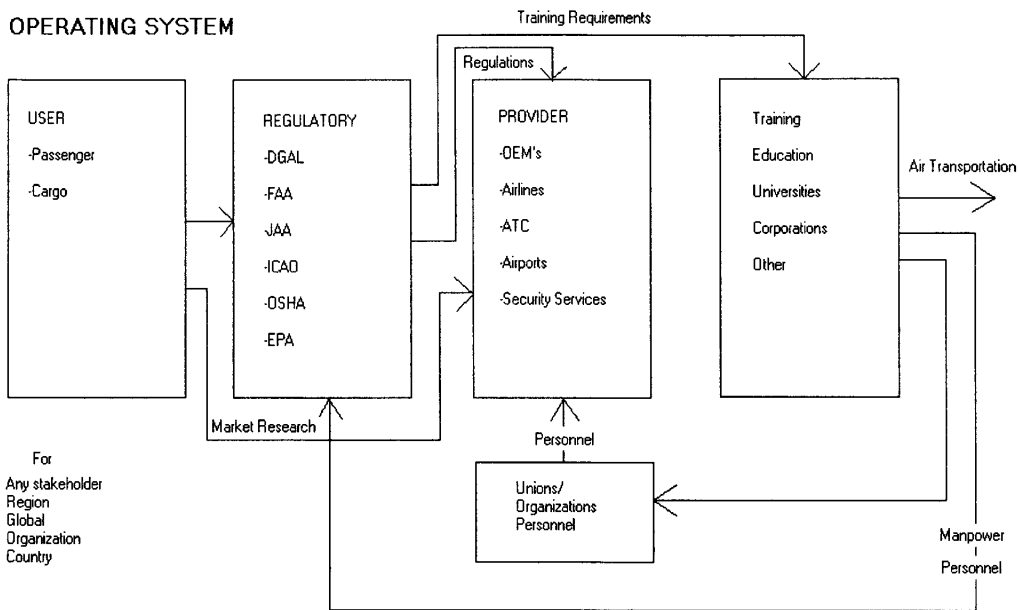 OPERATING SYSTEM
Training Requirements
Regulations
USER
-Passenger
-Cargo
REGULATORY
-DGAL
-FAA
-JAA
-ICAO
-OSHA
-EPA
PROVIDER
-OEM's
-Airlines
-ATC
-Airports
-Security Services
Training
Education
Universities
Corporations
Other
Air Transportation
Market Research
Personnel
For
Any stakeholder
Region
Global
Organization
Country
Unions/
Organizations
Personnel
Manpower
Personnel